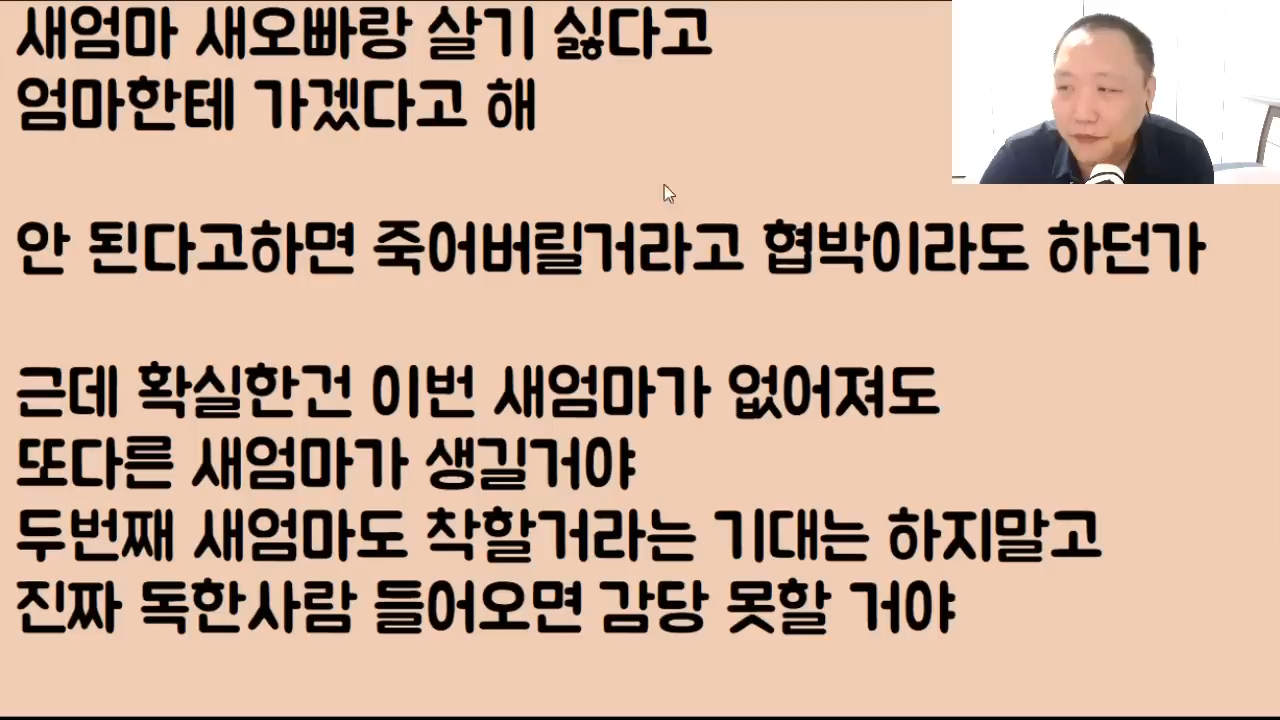 새엄마 새오빠랑 살기 싫다고
엄마한테 가겠다고 해
안 된다고하면 죽어버릴거라고 협박이라도 하던가
근데 확실한건 이번 새엄마가 없어져도
또다른 새엄마가 생길거야
두번째 새엄마도 착할거라는 기대는 하지말고
진짜 독한사람 들어오면 감당 못할 거야